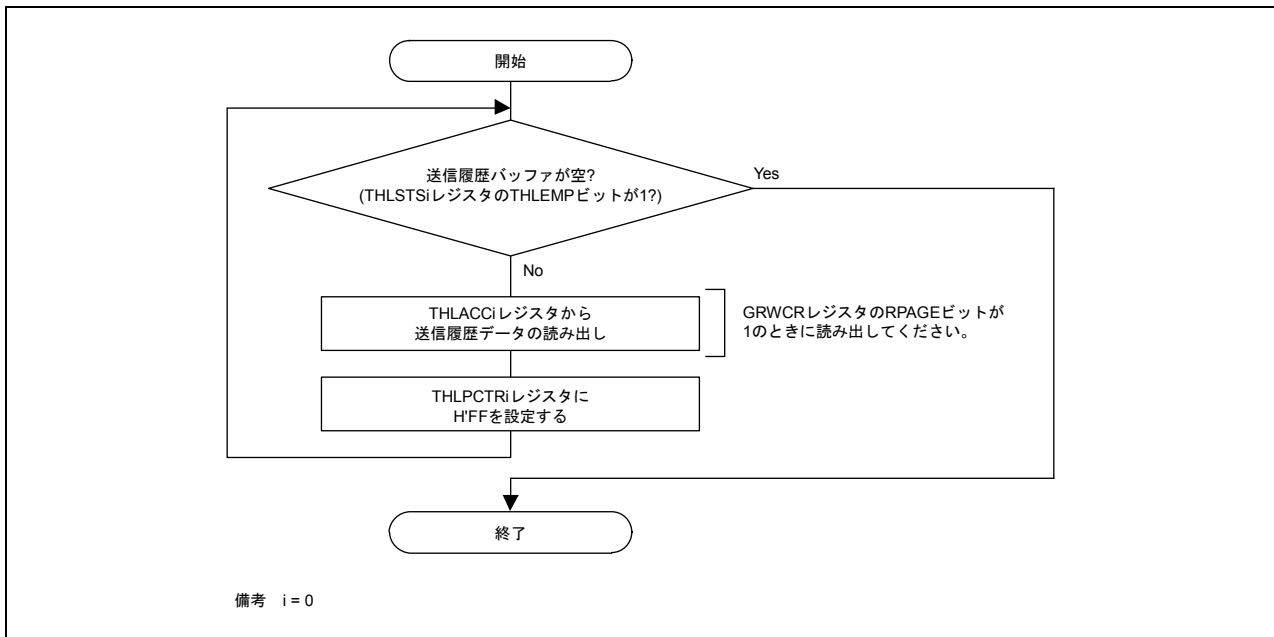 開始
送信履歴バッファが空?
(THLSTSiレジスタのTHLEMPビットが1?)
Yes
No
THLACCiレジスタから
送信履歴データの読み出し
GRWCRレジスタのRPAGEビットが
1のときに読み出してください。
THLPCTRiレジスタに
H'FFを設定する
終了
備考 i = 0